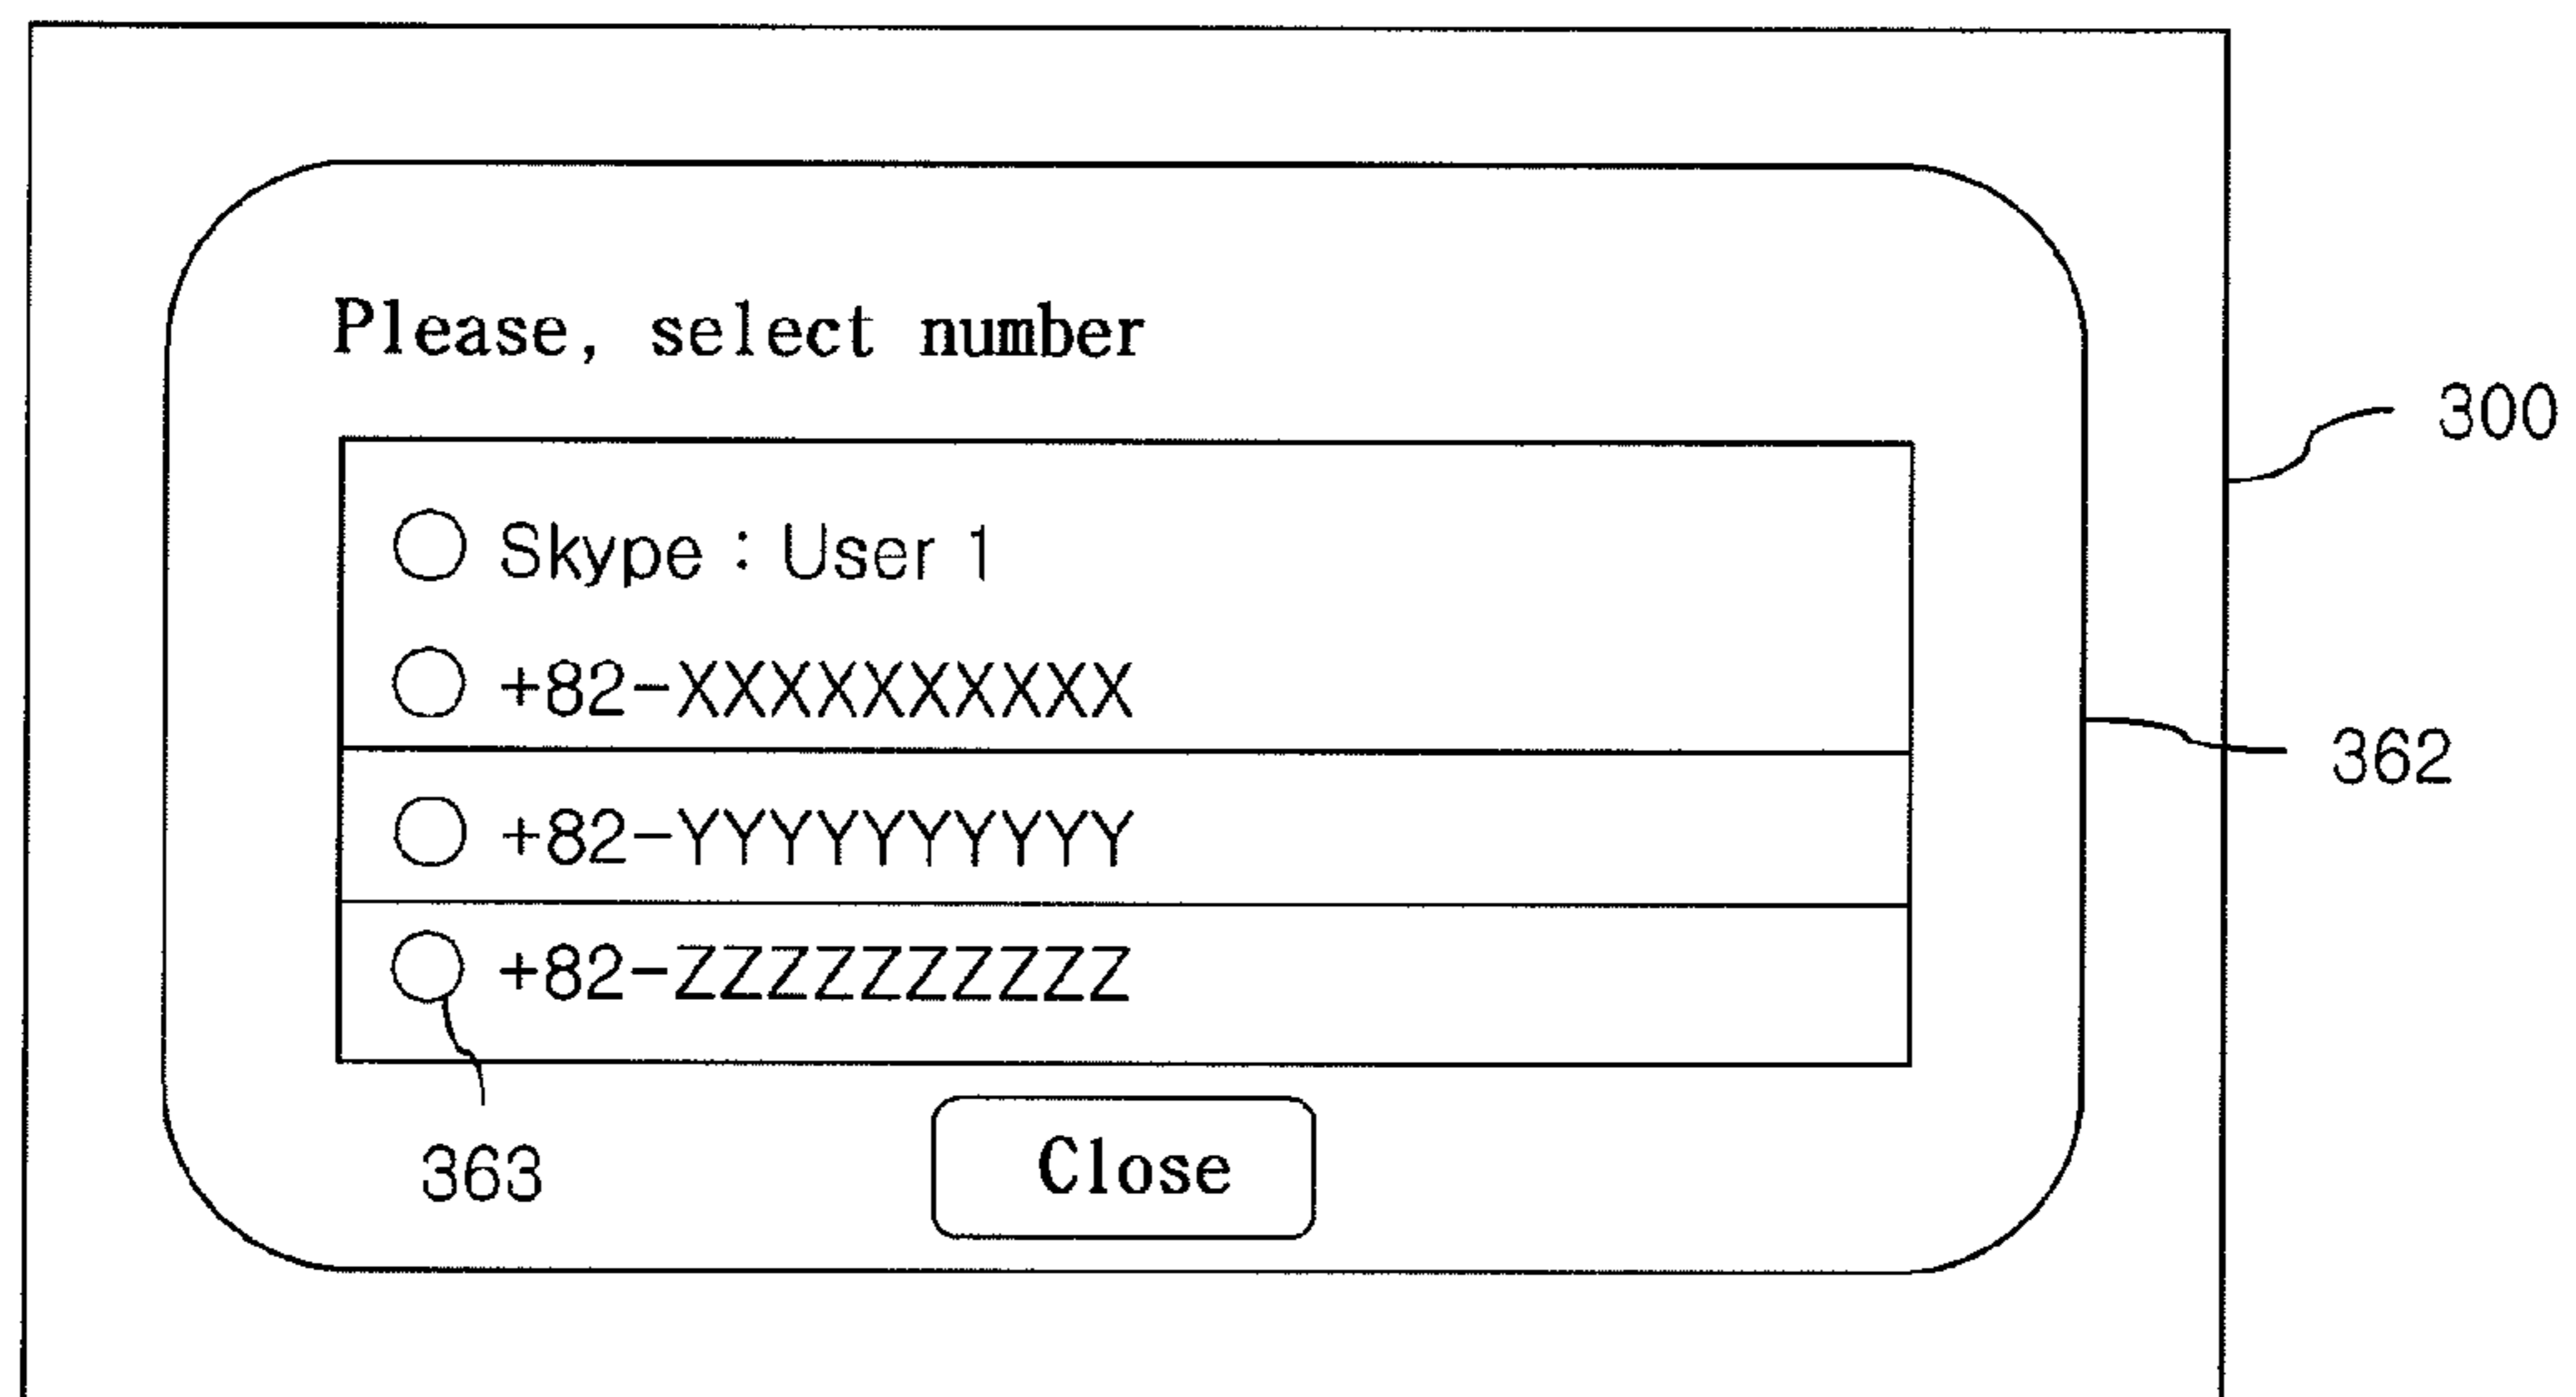 Please, select number
300
Skype : User 1
+82-XXXXXXXXXX
362
+82-YYYYYYYYYY
+82-ZZZZZZZZZZ
363
Close